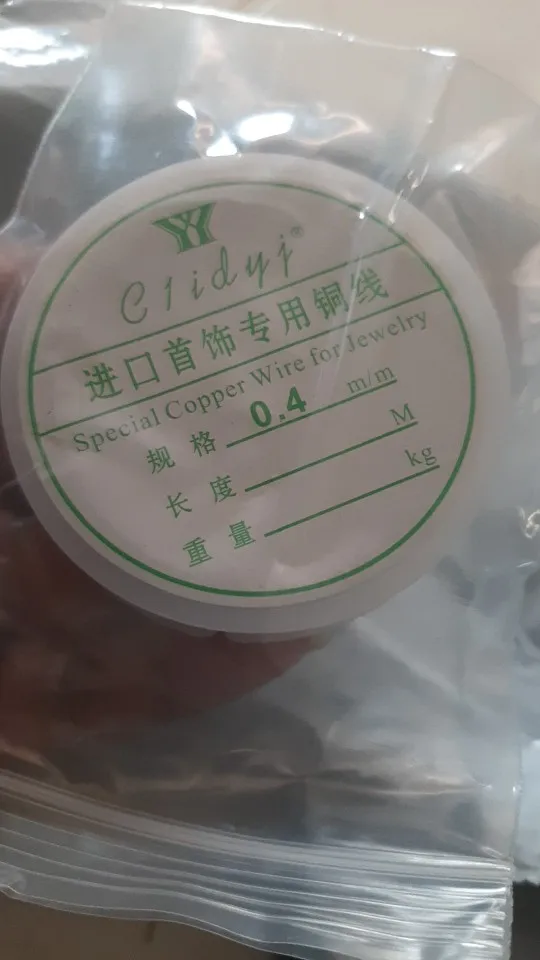 YY
C1idyj®
进口首饰专用铜线
Special Copper Wire for Jewelry
规 格 0.4 m/m
长 度 M
重 量 kg